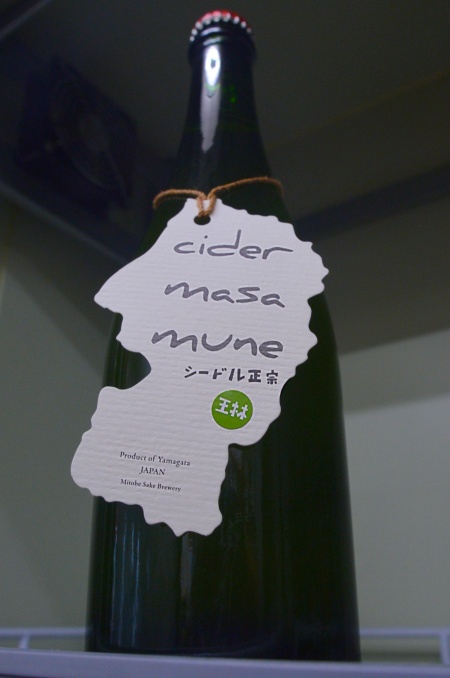 cider
masa
mune
シードル正宗
王林
Product of Yamagata
JAPAN
Mitobe Sake Brewery